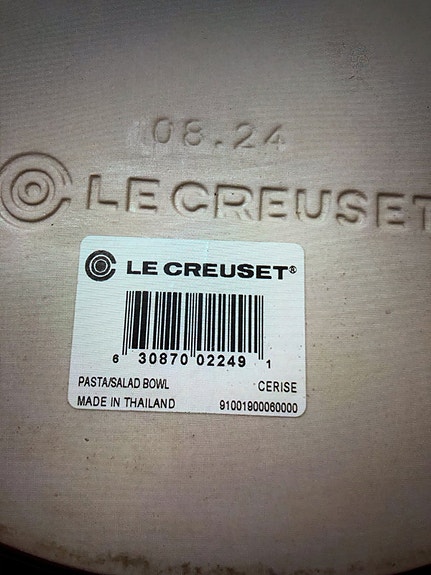 08.24
LE CREUSET
LE CREUSET®
6 30870 02249 1
PASTA/SALAD BOWL CERISE
MADE IN THAILAND 91001900060000